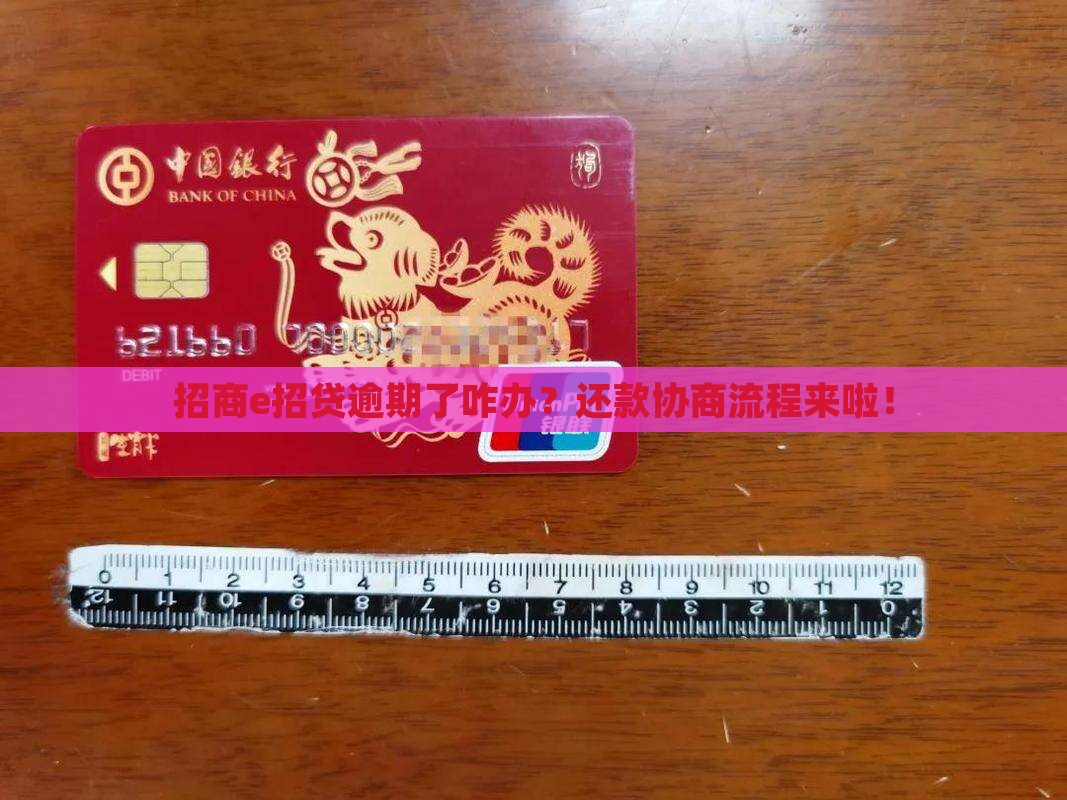 中国銀行
BANK OF CHINA
621660
DEBIT
招商e招贷逾期了咋办？还款协商流程来啦！
银联
0 1 2 3 4 5 6 7 8 9 10 11 12
12 11 10 9 8 7 6 5 4 3 2 1 0